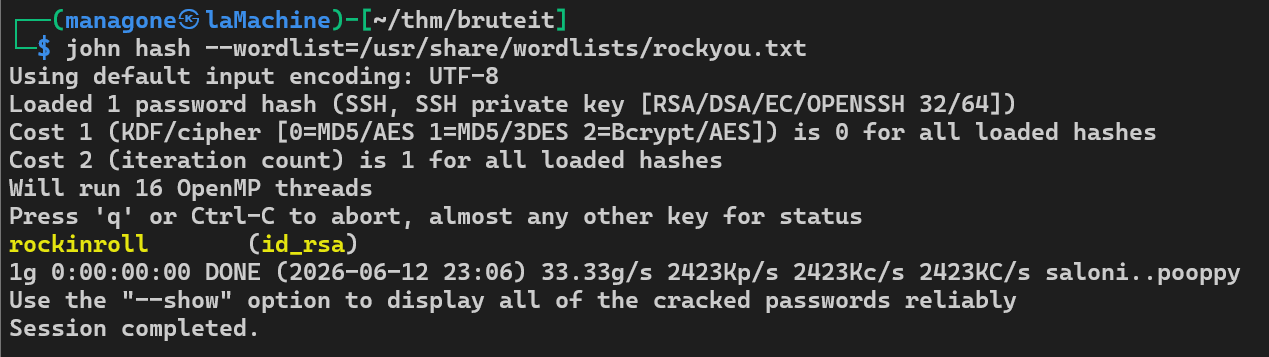 ┌──(managone㉿laMachine)-[~/thm/bruteit]
└─$ john hash --wordlist=/usr/share/wordlists/rockyou.txt
Using default input encoding: UTF-8
Loaded 1 password hash (SSH, SSH private key [RSA/DSA/EC/OPENSSH 32/64])
Cost 1 (KDF/cipher [0=MD5/AES 1=MD5/3DES 2=Bcrypt/AES]) is 0 for all loaded hashes
Cost 2 (iteration count) is 1 for all loaded hashes
Will run 16 OpenMP threads
Press 'q' or Ctrl-C to abort, almost any other key for status
rockinroll       (id_rsa)
1g 0:00:00:00 DONE (2026-06-12 23:06) 33.33g/s 2423Kp/s 2423Kc/s 2423KC/s saloni..pooppy
Use the "--show" option to display all of the cracked passwords reliably
Session completed.